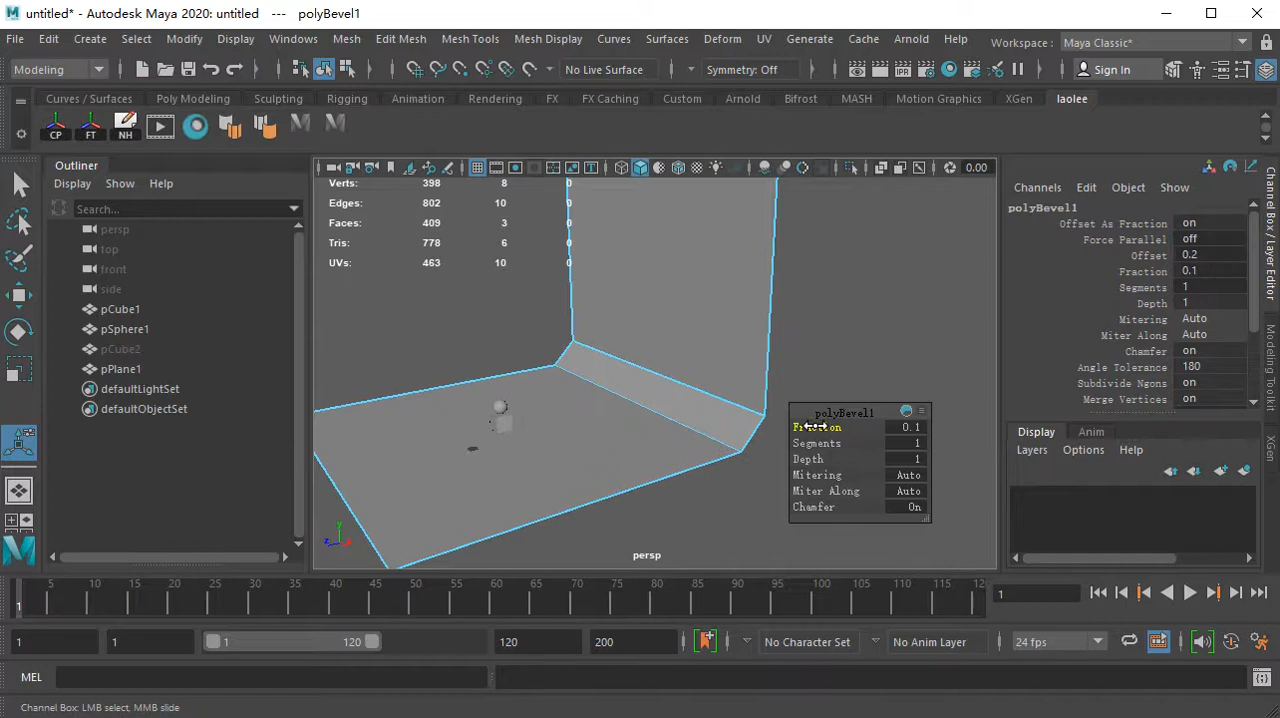 untitled* - Autodesk Maya 2020: untitled --- polyBevel1
File Edit Create Select Modify Display Windows Mesh Edit Mesh Mesh Tools Mesh Display Curves Surfaces Deform UV Generate Cache Arnold Help Workspace: Maya Classic*
Modeling No Live Surface Symmetry: Off Sign In
Curves / Surfaces Poly Modeling Sculpting Rigging Animation Rendering FX FX Caching Custom Arnold Bifrost MASH Motion Graphics XGen laolee
CP FT NH
Outliner
Display Show Help
Search...
persp
top
front
side
pCube1
pSphere1
pCube2
pPlane1
defaultLightSet
defaultObjectSet
0.00
Verts: 398 8 0
Edges: 802 10 0
Faces: 409 3 0
Tris: 778 6 0
UVs: 463 10 0
polyBevel1
Fraction 0.1
Segments 1
Depth 1
Mitering Auto
Miter Along Auto
Chamfer On
persp
Channels Edit Object Show
polyBevel1
Offset As Fraction on
Force Parallel off
Offset 0.2
Fraction 0.1
Segments 1
Depth 1
Mitering Auto
Miter Along Auto
Chamfer on
Angle Tolerance 180
Subdivide Ngons on
Merge Vertices on
Display Anim
Layers Options Help
Channel Box / Layer Editor
Modeling Toolkit
XGen
5 10 15 20 25 30 35 40 45 50 55 60 65 70 75 80 85 90 95 100 105 110 115 120
1
1
1 1 1 120 120 200 No Character Set No Anim Layer 24 fps
MEL
Channel Box: LMB select, MMB slide